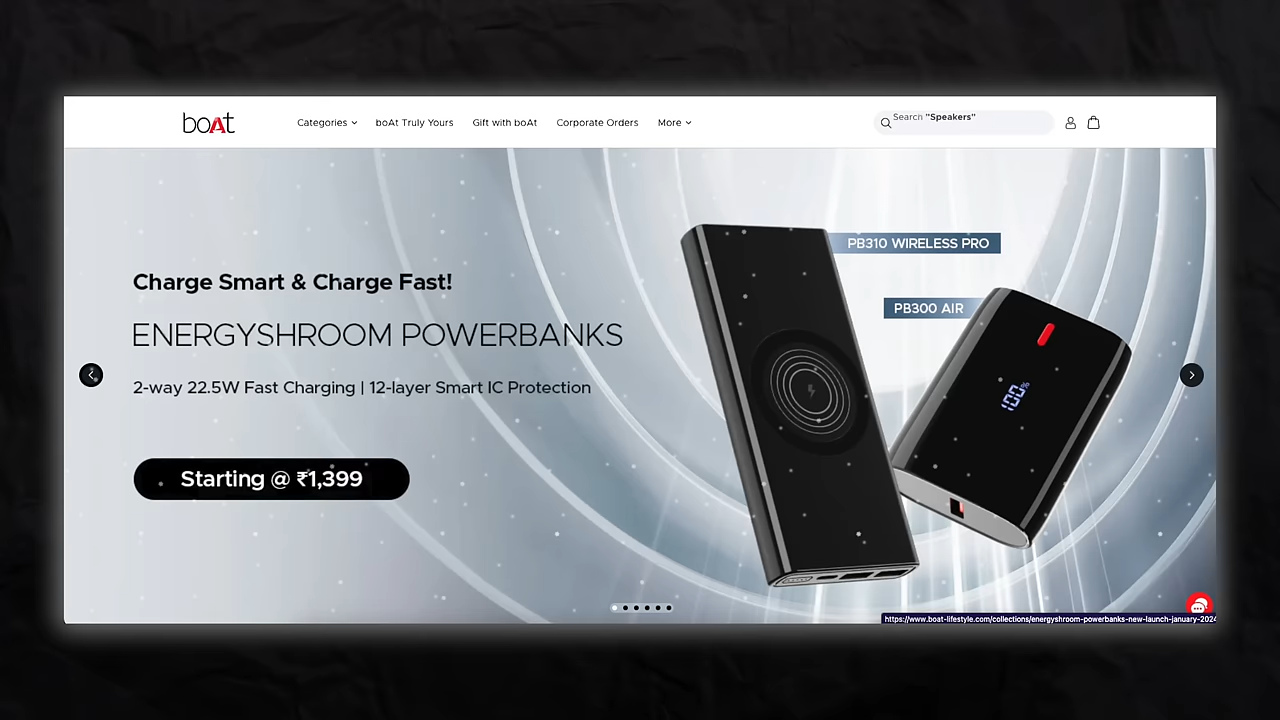 boAt
Categories
boAt Truly Yours
Gift with boAt
Corporate Orders
More
Search "Speakers"
PB310 WIRELESS PRO
PB300 AIR
Charge Smart & Charge Fast!
ENERGYSHROOM POWERBANKS
2-way 22.5W Fast Charging | 12-layer Smart IC Protection
100%
Starting @ ₹1,399
https://www.boat-lifestyle.com/collections/energyshroom-powerbanks-new-launch-january-2024